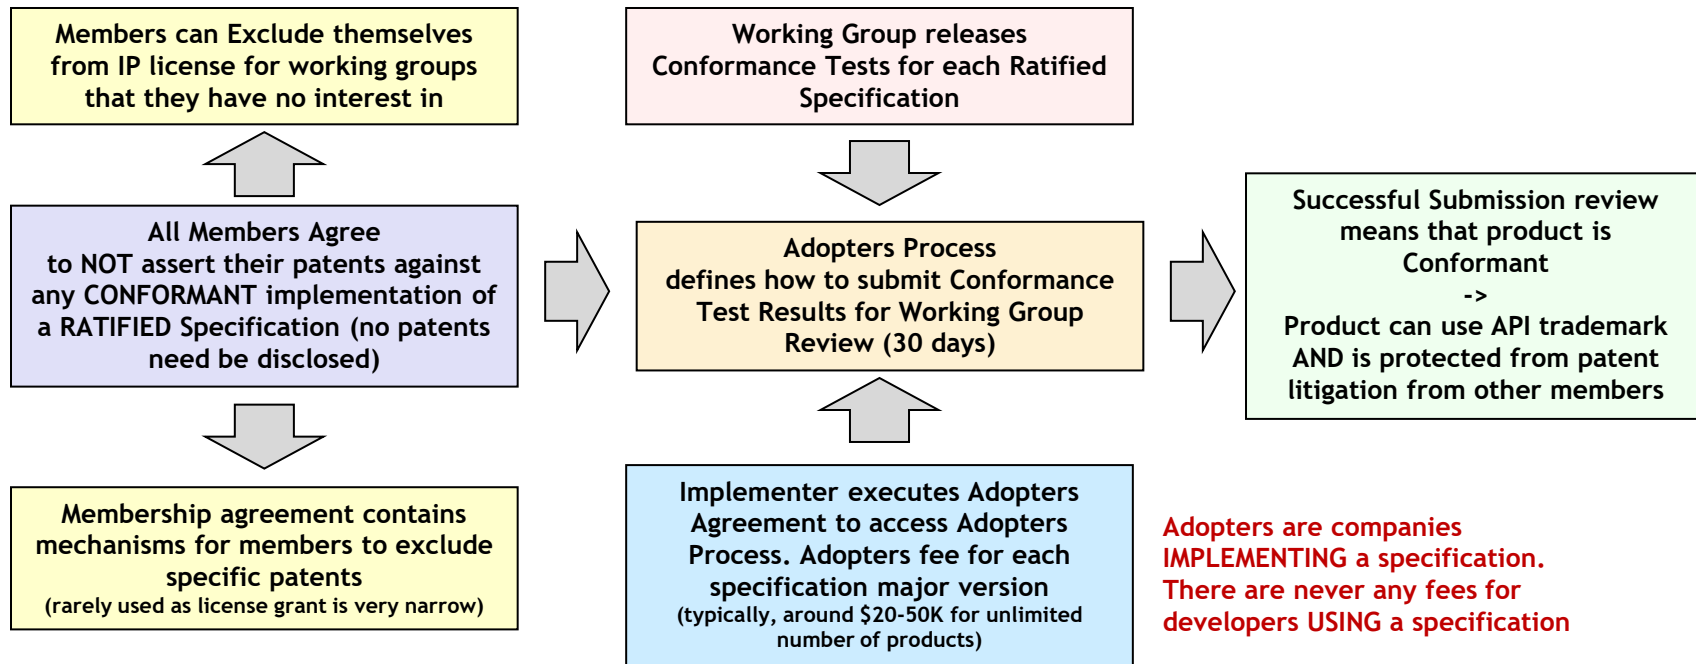 Members can Exclude themselves
from IP license for working groups
that they have no interest in
Working Group releases
Conformance Tests for each Ratified
Specification
All Members Agree
to NOT assert their patents against
any CONFORMANT implementation of
a RATIFIED Specification (no patents
need be disclosed)
Adopters Process
defines how to submit Conformance
Test Results for Working Group
Review (30 days)
Successful Submission review
means that product is
Conformant
->
Product can use API trademark
AND is protected from patent
litigation from other members
Membership agreement contains
mechanisms for members to exclude
specific patents
(rarely used as license grant is very narrow)
Implementer executes Adopters
Agreement to access Adopters
Process. Adopters fee for each
specification major version
(typically, around $20-50K for unlimited
number of products)
Adopters are companies
IMPLEMENTING a specification.
There are never any fees for
developers USING a specification